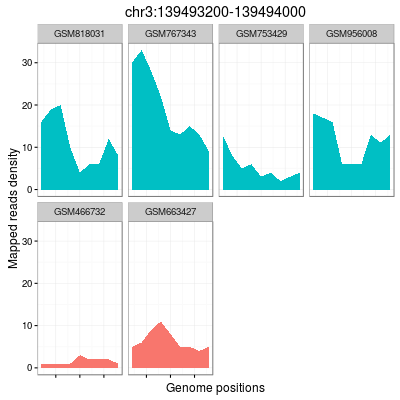 chr3:139493200-139494000
GSM818031 GSM767343 GSM753429 GSM956008
30
20
10
0
GSM466732 GSM663427
30
20
10
0
Mapped reads density
Genome positions